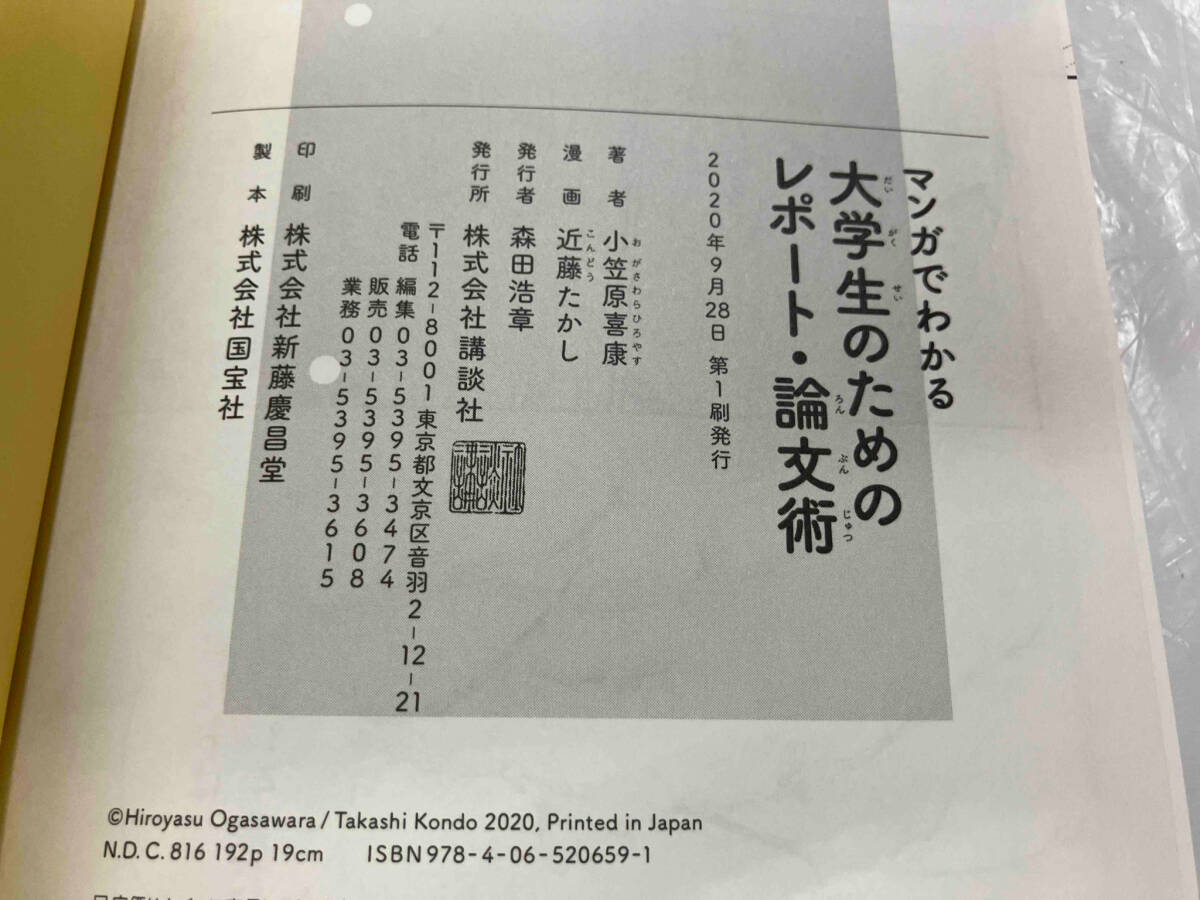 マンガでわかる
大学生のための
レポート・論文術
2020年9月28日 第1刷発行
著者 小笠原喜康
漫画 近藤たかし
発行者 森田浩章
発行所 株式会社講談社
〒112-8001 東京都文京区音羽2-12-21
電話 編集 03-5395-3474
販売 03-5395-3608
業務 03-5395-3615
印刷 株式会社新藤慶昌堂
製本 株式会社国宝社
©Hiroyasu Ogasawara / Takashi Kondo 2020, Printed in Japan
N.D.C. 816 192p 19cm ISBN 978-4-06-520659-1